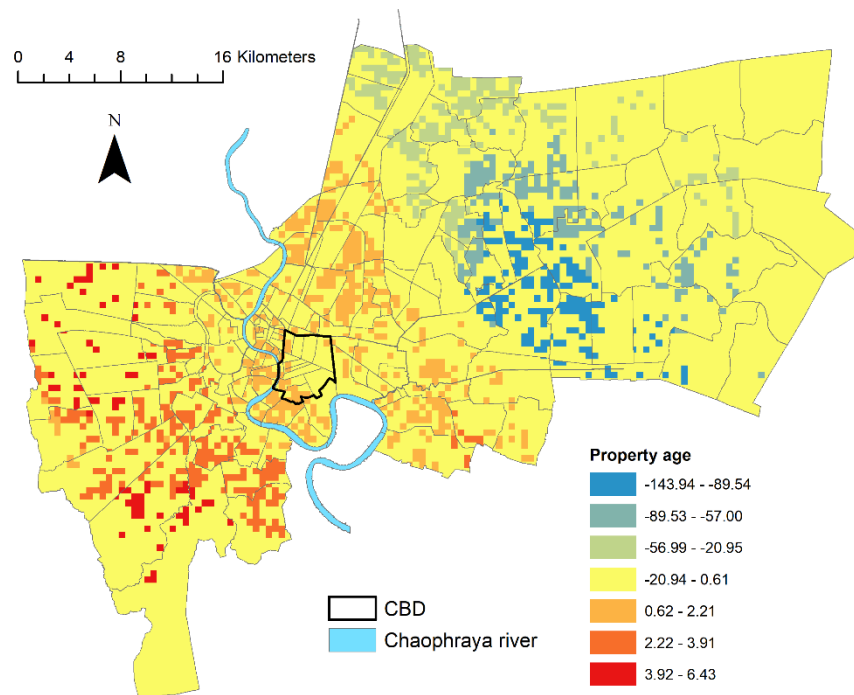 0 4 8 16 Kilometers
N
Property age
-143.94 - -89.54
-89.53 - -57.00
-56.99 - -20.95
-20.94 - 0.61
0.62 - 2.21
2.22 - 3.91
3.92 - 6.43
CBD
Chaophraya river